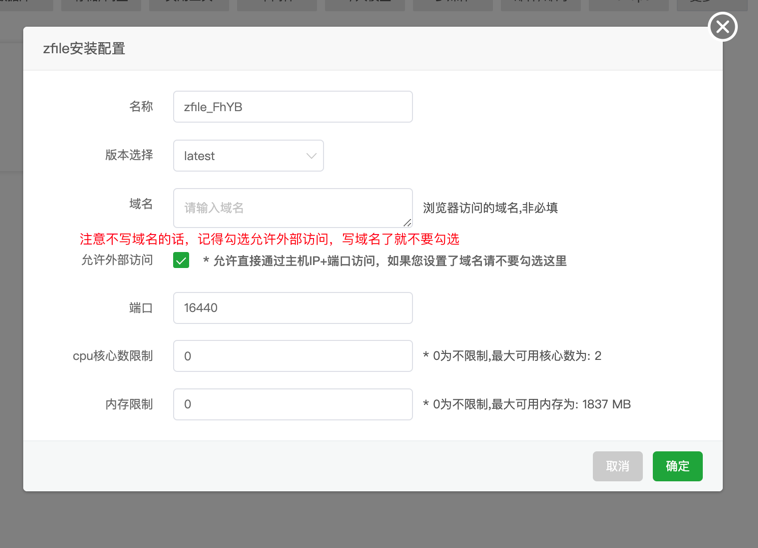 zfile安装配置
名称
zfile_FhYB
版本选择
latest
域名
请输入域名
浏览器访问的域名,非必填
注意不写域名的话，记得勾选允许外部访问，写域名了就不要勾选
允许外部访问
* 允许直接通过主机IP+端口访问，如果您设置了域名请不要勾选这里
端口
16440
cpu核心数限制
0
* 0为不限制,最大可用核心数为: 2
内存限制
0
* 0为不限制,最大可用内存为: 1837 MB
取消
确定